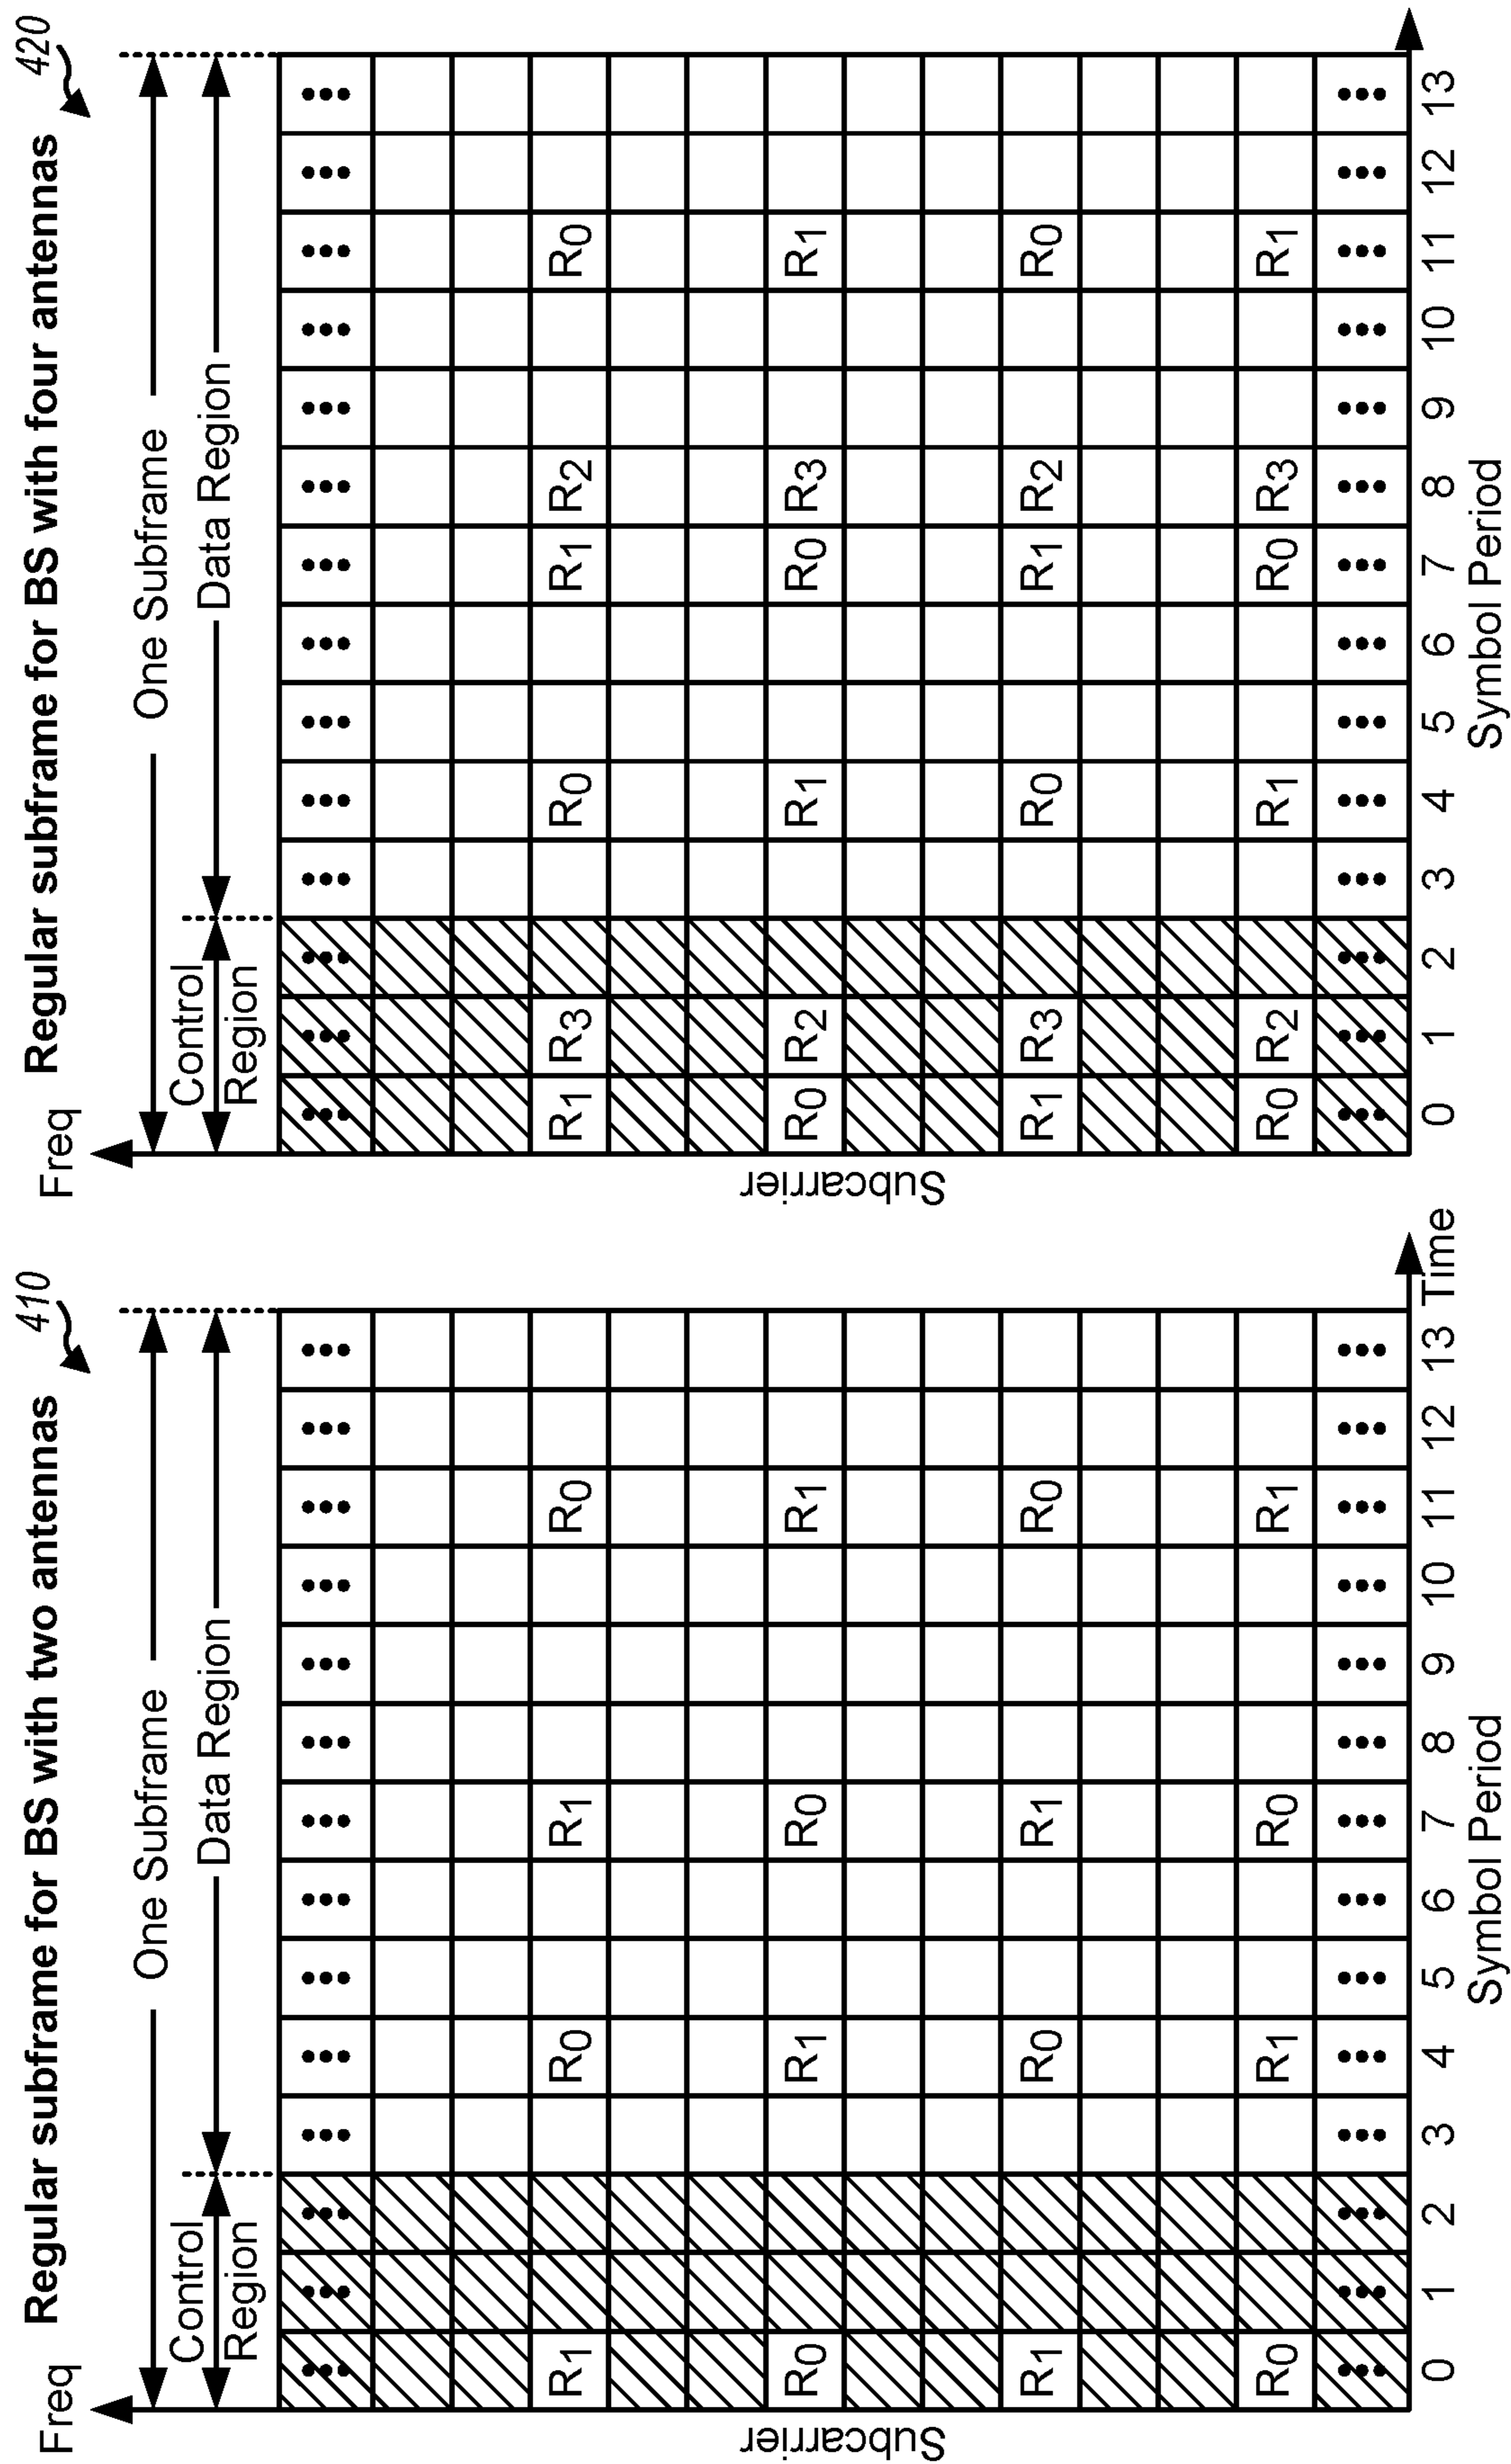 410
Regular subframe for BS with two antennas
Freq
One Subframe
Control
Region
Data Region
Subcarrier
R0 R1 R0 R1
R1 R0 R1 R0
R0 R1 R0 R1
R1 R0 R1 R0
0 1 2 3 4 5 6 7 8 9 10 11 12 13
Time
Symbol Period
420
Regular subframe for BS with four antennas
Freq
One Subframe
Control
Region
Data Region
Subcarrier
R1 R3 R0 R1 R2 R0
R0 R2 R1 R0 R3 R1
R1 R3 R0 R1 R2 R0
R0 R2 R1 R0 R3 R1
0 1 2 3 4 5 6 7 8 9 10 11 12 13
Symbol Period